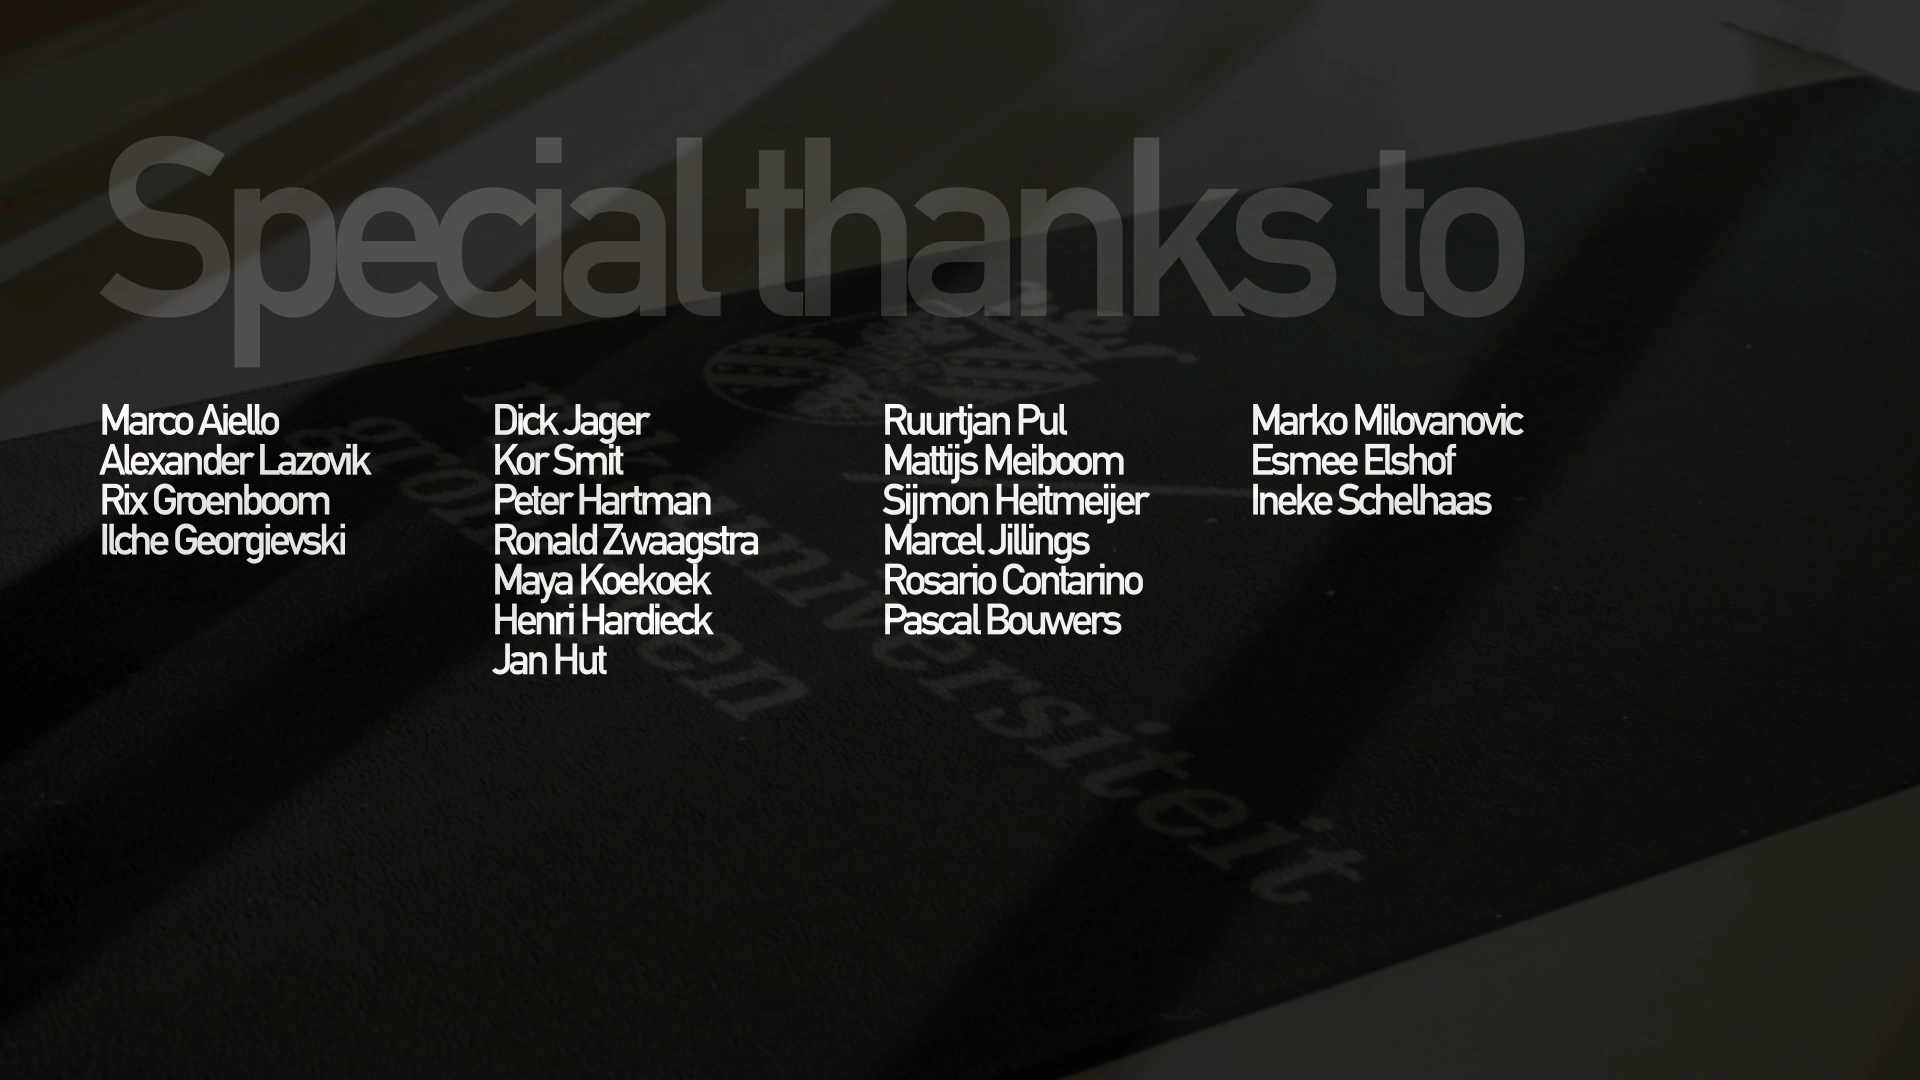 Special thanks to
Marco Aiello
Alexander Lazovik
Rix Groenboom
Ilche Georgievski
Dick Jager
Kor Smit
Peter Hartman
Ronald Zwaagstra
Maya Koekoek
Henri Hardieck
Jan Hut
Ruurtjan Pul
Mattijs Meiboom
Sijmon Heitmeijer
Marcel Jillings
Rosario Contarino
Pascal Bouwers
Marko Milovanovic
Esmee Elshof
Ineke Schelhaas
rijksuniversiteit
groningen